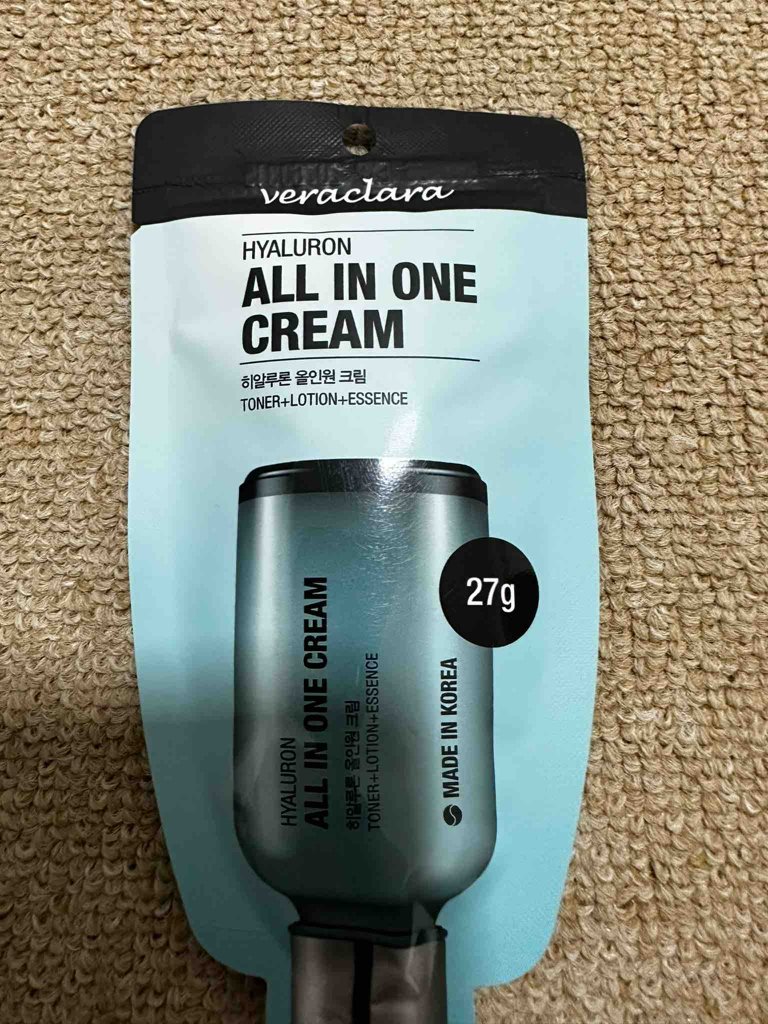 veraclara
HYALURON
ALL IN ONE
CREAM
히알루론 올인원 크림
TONER+LOTION+ESSENCE
27g
HYALURON
ALL IN ONE CREAM
히알루론 올인원 크림
TONER+LOTION+ESSENCE
MADE IN KOREA